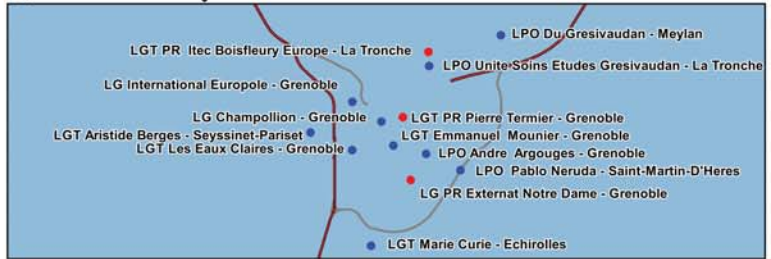 LPO Du Gresivaudan - Meylan
LGT PR Itec Boisfleury Europe - La Tronche
LPO Unite Soins Etudes Gresivaudan - La Tronche
LG International Europole - Grenoble
LG Champollion - Grenoble
LGT PR Pierre Termier - Grenoble
LGT Aristide Berges - Seyssinet-Pariset
LGT Emmanuel Mounier - Grenoble
LGT Les Eaux Claires - Grenoble
LPO Andre Argouges - Grenoble
LPO Pablo Neruda - Saint-Martin-D'Heres
LG PR Externat Notre Dame - Grenoble
LGT Marie Curie - Echirolles